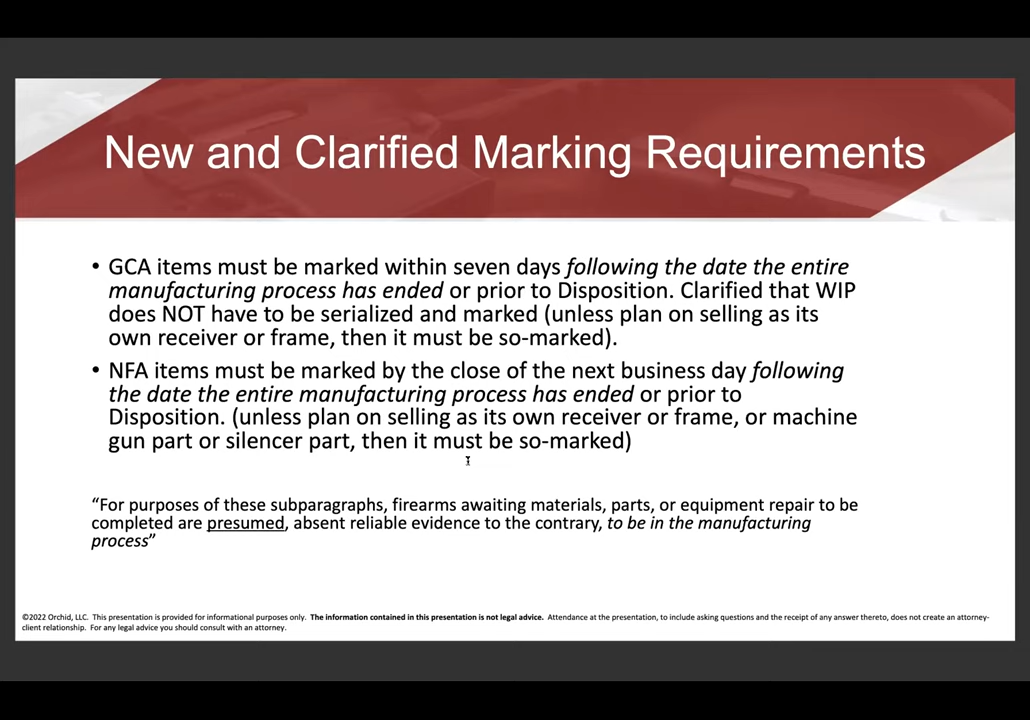 New and Clarified Marking Requirements
• GCA items must be marked within seven days following the date the entire
manufacturing process has ended or prior to Disposition. Clarified that WIP
does NOT have to be serialized and marked (unless plan on selling as its
own receiver or frame, then it must be so-marked).
• NFA items must be marked by the close of the next business day following
the date the entire manufacturing process has ended or prior to
Disposition. (unless plan on selling as its own receiver or frame, or machine
gun part or silencer part, then it must be so-marked)
“For purposes of these subparagraphs, firearms awaiting materials, parts, or equipment repair to be
completed are presumed, absent reliable evidence to the contrary, to be in the manufacturing
process”
©2022 Orchid, LLC. This presentation is provided for informational purposes only. The information contained in this presentation is not legal advice. Attendance at the presentation, to include asking questions and the receipt of any answer thereto, does not create an attorney-
client relationship. For any legal advice you should consult with an attorney.